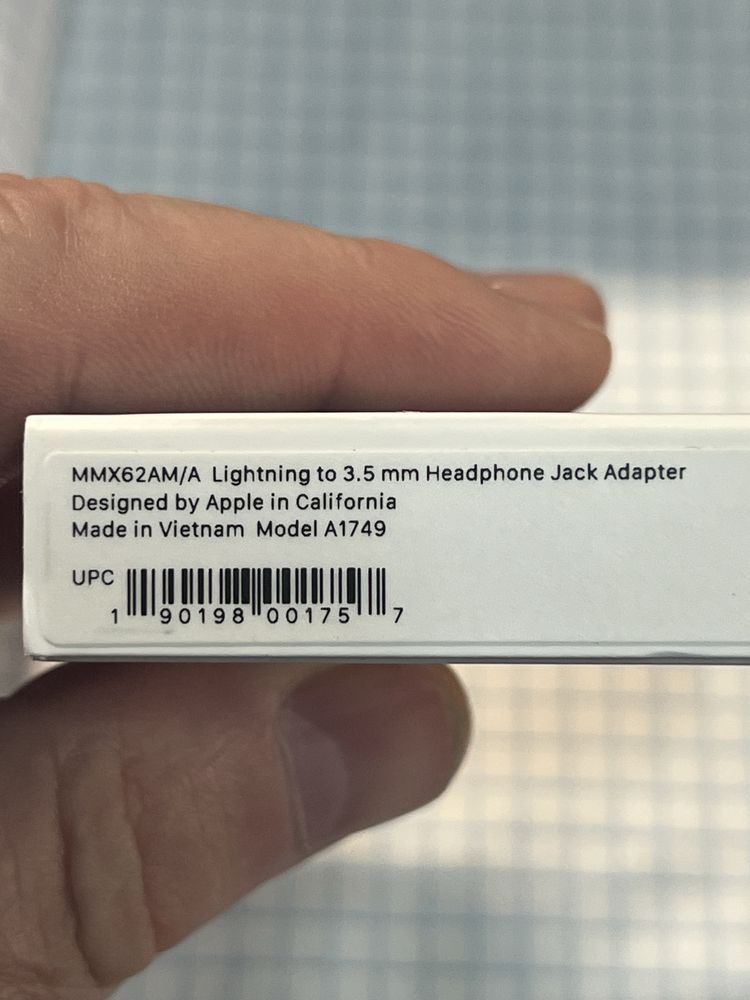 MMX62AM/A Lightning to 3.5 mm Headphone Jack Adapter
Designed by Apple in California
Made in Vietnam Model A1749
UPC
1 90198 00175 7